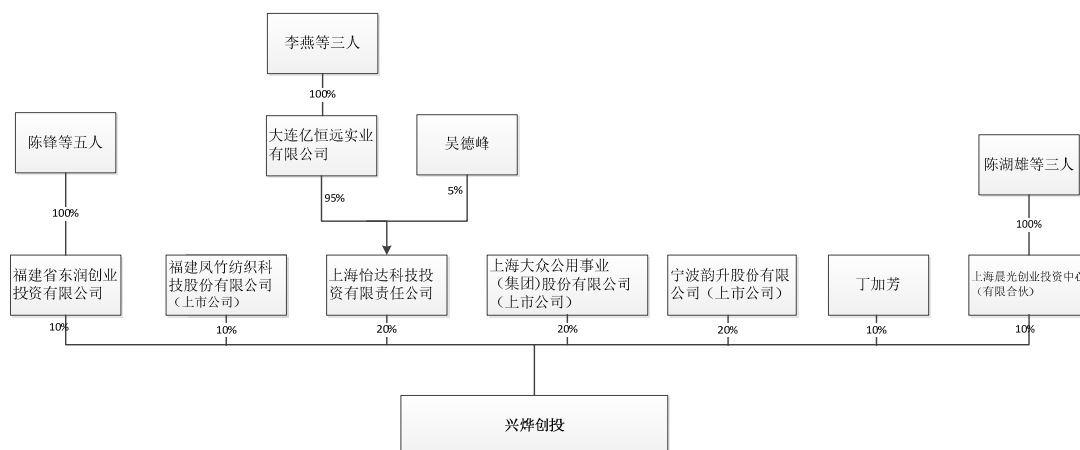 李燕等三人
100%
大连亿恒远实业
有限公司
吴德峰
陈锋等五人
陈湖雄等三人
95%
5%
100%
100%
福建省东润创业
投资有限公司
福建凤竹纺织科
技股份有限公司
（上市公司）
上海怡达科技投
资有限责任公司
上海大众公用事业
（集团)股份有限公司
（上市公司）
宁波韵升股份有限
公司（上市公司）
丁加芳
上海晨光创业投资中心
（有限合伙）
10%
10%
20%
20%
20%
10%
10%
兴烨创投